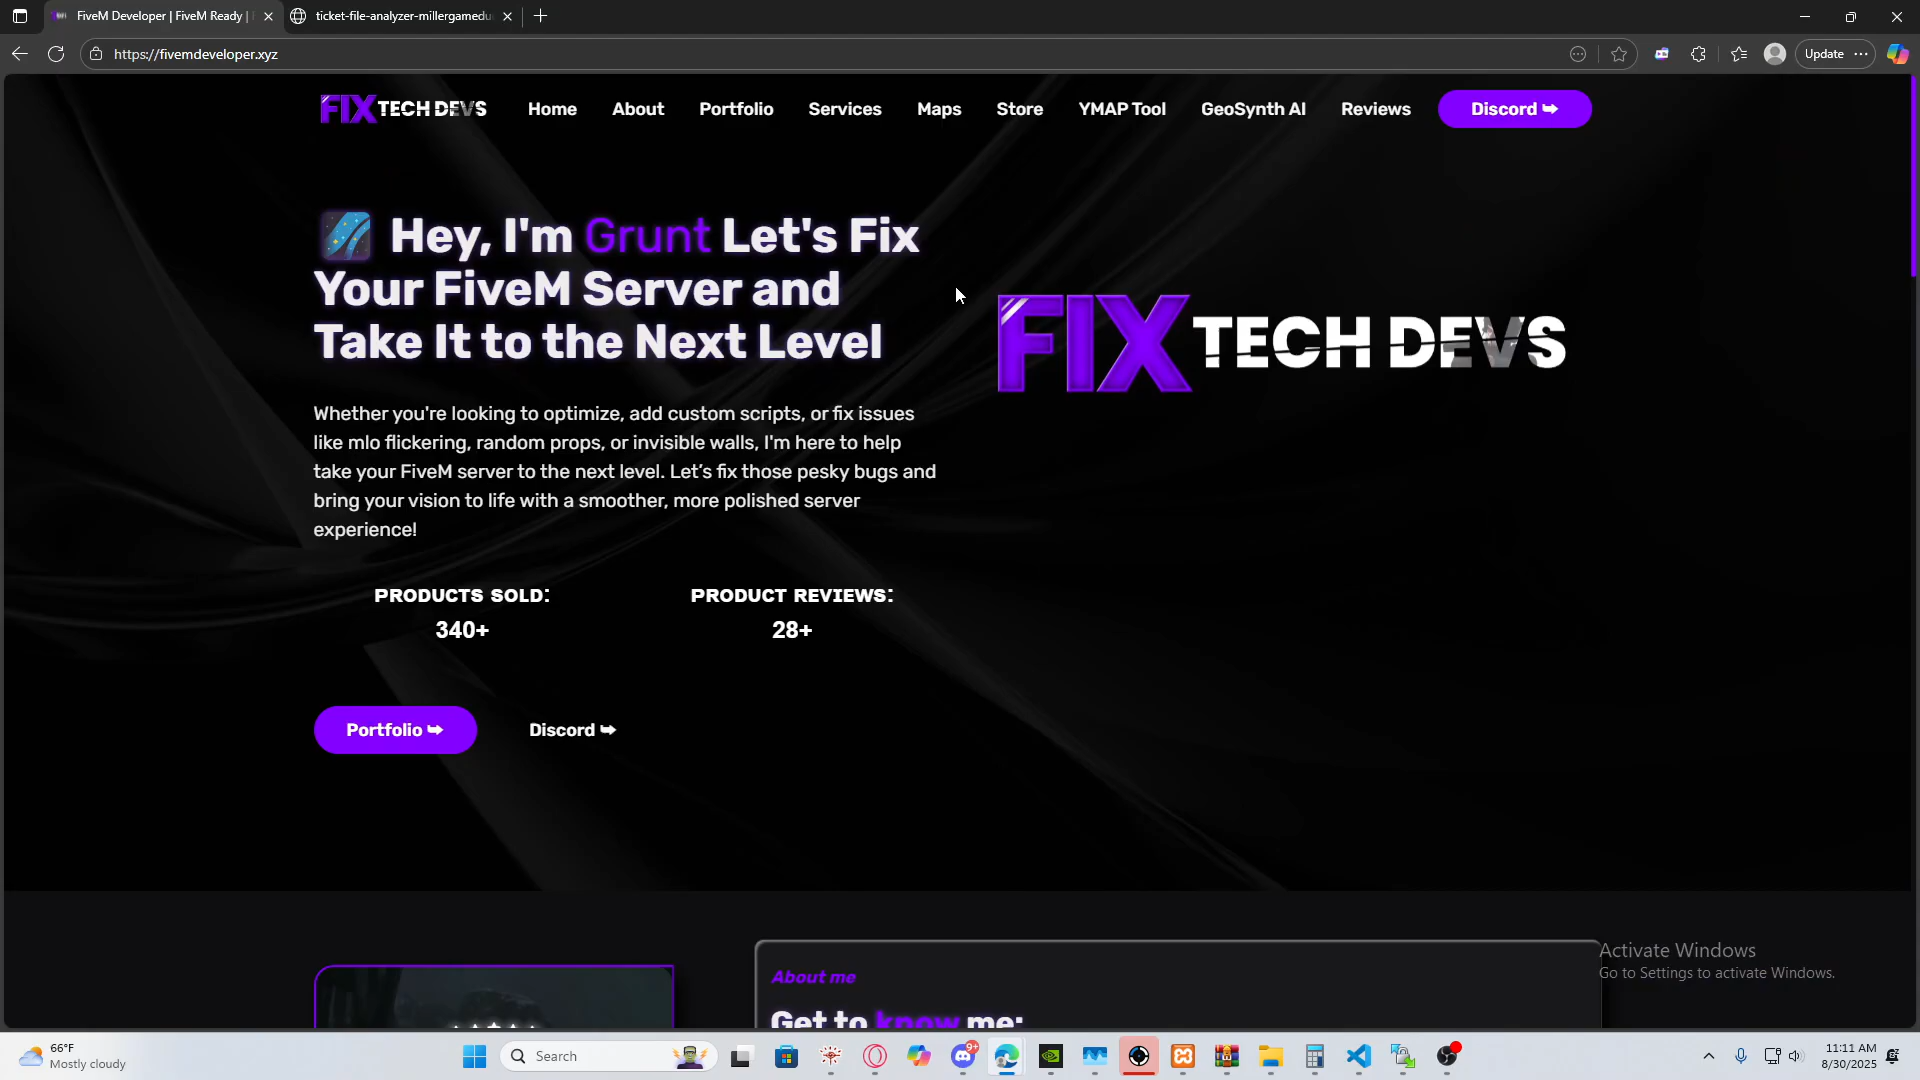 FiveM Developer | FiveM Ready |
ticket-file-analyzer-millergamedu
https://fivemdeveloper.xyz
Update
FIX TECH DEVS
Home
About
Portfolio
Services
Maps
Store
YMAP Tool
GeoSynth AI
Reviews
Discord
Hey, I'm Grunt Let's Fix
Your FiveM Server and
Take It to the Next Level
FIX TECH DEVS
Whether you're looking to optimize, add custom scripts, or fix issues
like mlo flickering, random props, or invisible walls, I'm here to help
take your FiveM server to the next level. Let's fix those pesky bugs and
bring your vision to life with a smoother, more polished server
experience!
PRODUCTS SOLD:
340+
PRODUCT REVIEWS:
28+
Portfolio
Discord
About me
Get to know me:
Activate Windows
Go to Settings to activate Windows.
66°F
Mostly cloudy
Search
9+
11:11 AM
8/30/2025